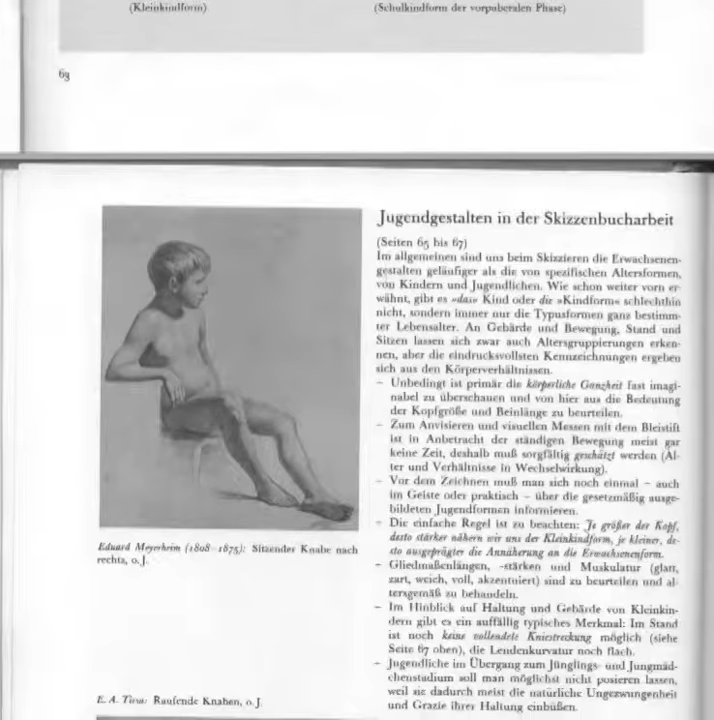 (Kleinkindform)
(Schulkindform der vorpuberalen Phase)
63
Jugendgestalten in der Skizzenbucharbeit
(Seiten 65 bis 67)
Im allgemeinen sind uns beim Skizzieren die Erwachsenen-
gestalten geläufiger als die von spezifischen Altersformen,
von Kindern und Jugendlichen. Wie schon weiter vorn er-
wähnt, gibt es »das« Kind oder die »Kindform« schlechthin
nicht, sondern immer nur die Typusformen ganz bestimm-
ter Lebensalter. An Gebärde und Bewegung, Stand und
Sitzen lassen sich zwar auch Altersgruppierungen erken-
nen, aber die eindrucksvollsten Kennzeichnungen ergeben
sich aus den Körperverhältnissen.
– Unbedingt ist primär die körperliche Ganzheit fast imagi-
nabel zu überschauen und von hier aus die Bedeutung
der Kopfgröße und Beinlänge zu beurteilen.
– Zum Anvisieren und visuellen Messen mit dem Bleistift
ist in Anbetracht der ständigen Bewegung meist gar
keine Zeit, deshalb muß sorgfältig geschätzt werden (Al-
ter und Verhältnisse in Wechselwirkung).
– Vor dem Zeichnen muß man sich noch einmal – auch
im Geiste oder praktisch – über die gesetzmäßig ausge-
bildeten Jugendformen informieren.
– Die einfache Regel ist zu beachten: Je größer der Kopf,
desto stärker nähern wir uns der Kleinkindform, je kleiner, de-
sto ausgeprägter die Annäherung an die Erwachsenenform.
– Gliedmaßenlängen, -stärken und Muskulatur (glatt,
zart, weich, voll, akzentuiert) sind zu beurteilen und al-
tersgemäß zu behandeln.
– Im Hinblick auf Haltung und Gebärde von Kleinkin-
dern gibt es ein auffällig typisches Merkmal: Im Stand
ist noch keine vollendete Kniestreckung möglich (siehe
Seite 67 oben), die Lendenkurvatur noch flach.
– Jugendliche im Übergang zum Jünglings- und Jungmäd-
chenstadium soll man möglichst nicht posieren lassen,
weil sie dadurch meist die natürliche Ungezwungenheit
und Grazie ihrer Haltung einbüßen.
Eduard Meyerheim (1808–1875): Sitzender Knabe nach
rechts, o. J.
E. A. Raufende Knaben, o. J.